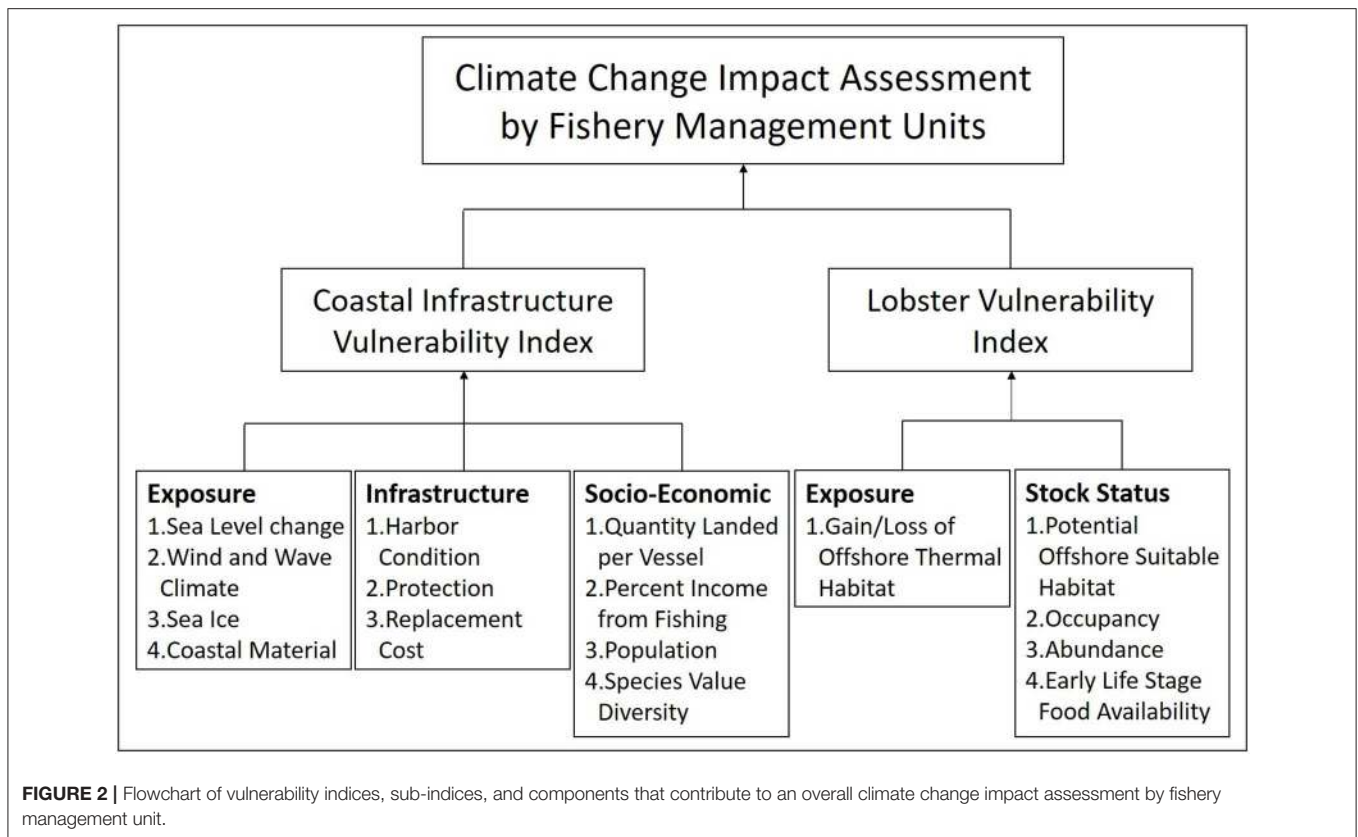 Climate Change Impact Assessment
by Fishery Management Units
Coastal Infrastructure
Vulnerability Index
Lobster Vulnerability
Index
Exposure
1.Sea Level change
2.Wind and Wave
Climate
3.Sea Ice
4.Coastal Material
Infrastructure
1.Harbor
Condition
2.Protection
3.Replacement
Cost
Socio-Economic
1.Quantity Landed
per Vessel
2.Percent Income
from Fishing
3.Population
4.Species Value
Diversity
Exposure
1.Gain/Loss of
Offshore Thermal
Habitat
Stock Status
1.Potential
Offshore Suitable
Habitat
2.Occupancy
3.Abundance
4.Early Life Stage
Food Availability
FIGURE 2 | Flowchart of vulnerability indices, sub-indices, and components that contribute to an overall climate change impact assessment by fishery
management unit.